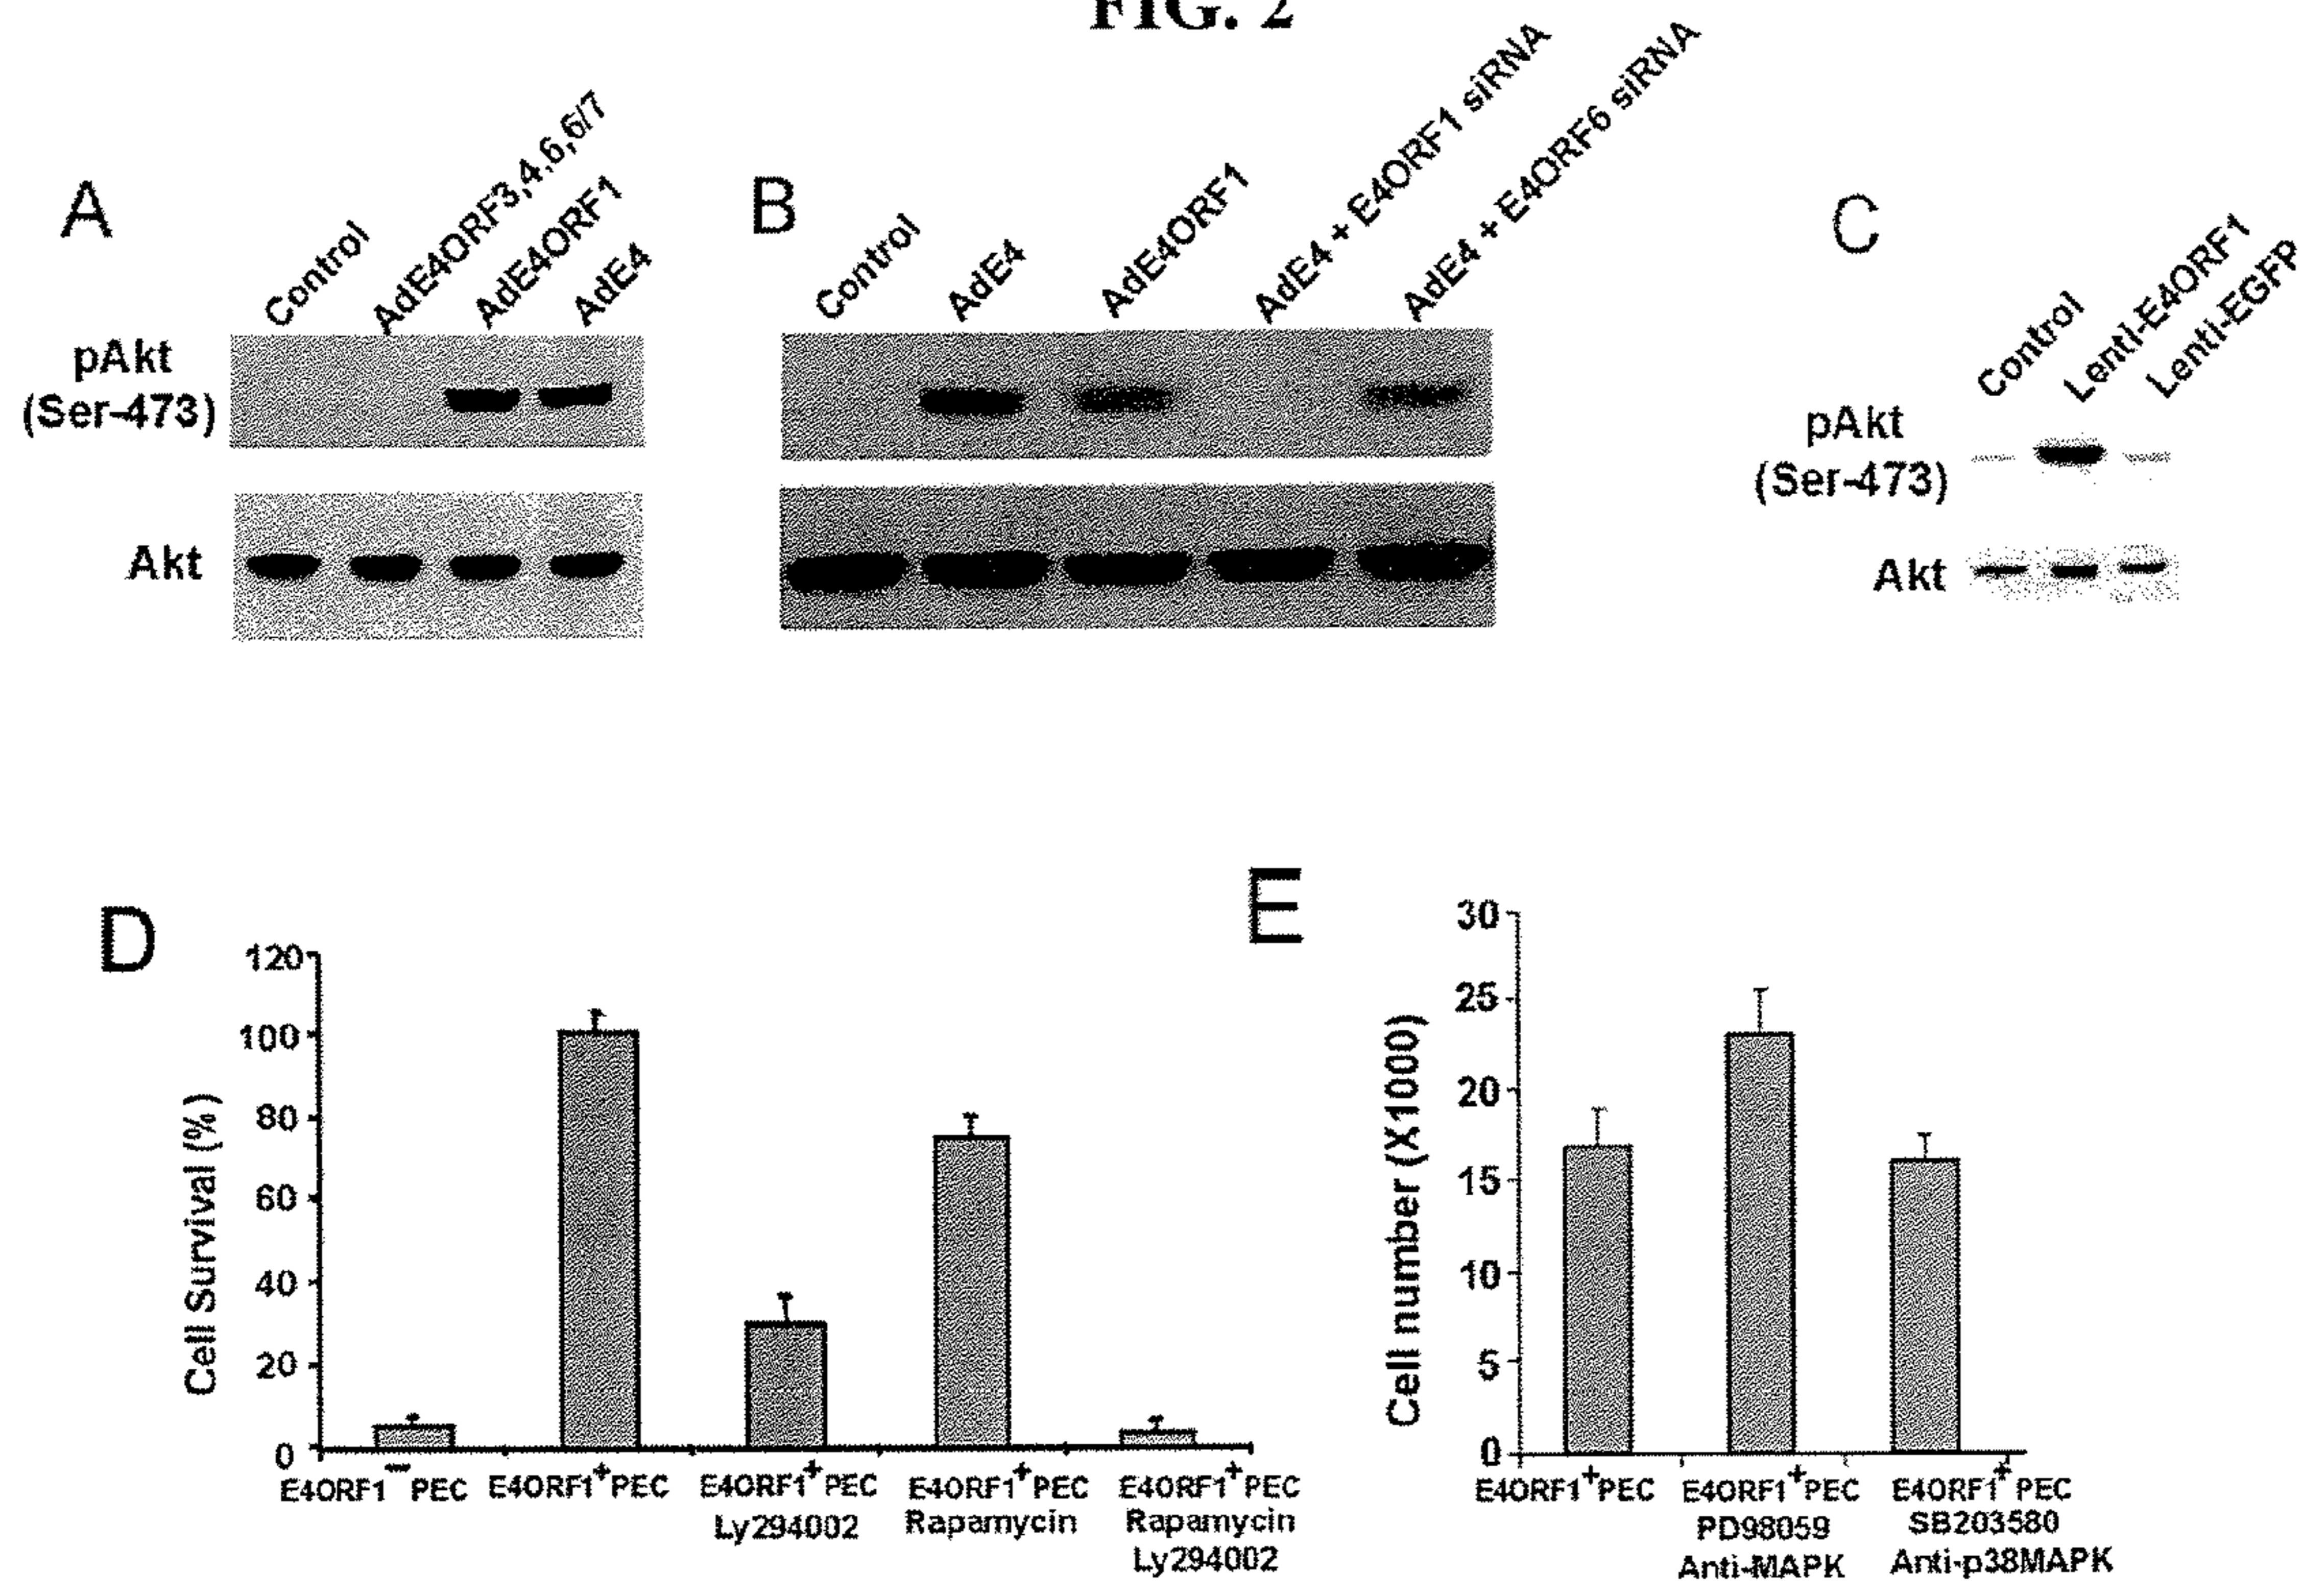 FIG. 2
A
Control
AdE4ORF3,4.6,6/7
AdE4ORF1
AdE4
pAkt
(Ser-473)
Akt
B
Control
AdE4
AdE4ORF1
AdE4 + E4ORF1 siRNA
AdE4 + E4ORF6 siRNA
C
Control
Lenti-E4ORF1
Lenti-EGFP
pAkt
(Ser-473)
Akt
D
Cell Survival (%)
120
100
80
60
40
20
0
E4ORF1⁻ PEC
E4ORF1⁺PEC
E4ORF1⁺PEC
Ly294002
E4ORF1⁺PEC
Rapamycin
E4ORF1⁺PEC
Rapamycin
Ly294002
E
Cell number (X1000)
30
25
20
15
10
5
0
E4ORF1⁺PEC
E4ORF1⁺PEC
PD98059
Anti-MAPK
E4ORF1⁺PEC
SB203580
Anti-p38MAPK